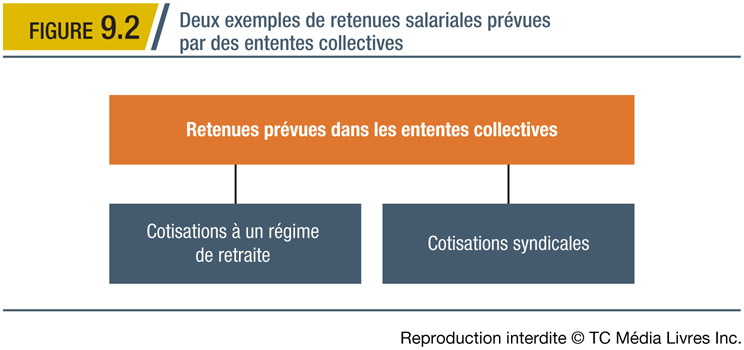 FIGURE 9.2
Deux exemples de retenues salariales prévues
par des ententes collectives
Retenues prévues dans les ententes collectives
Cotisations à un régime
de retraite
Cotisations syndicales
Reproduction interdite © TC Média Livres Inc.